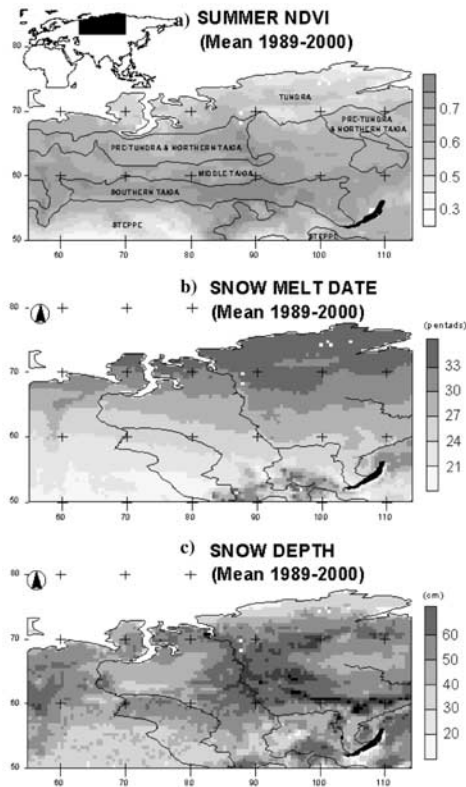 a) SUMMER NDVI
(Mean 1989-2000)
80
70
60
50
60 70 80 90 100 110
TUNDRA
PRE-TUNDRA
& NORTHERN TAIGA
PRE-TUNDRA & NORTHERN TAIGA
MIDDLE TAIGA
SOUTHERN TAIGA
STEPPE
STEPPE
0.7
0.5
0.3
b) SNOW MELT DATE
(Mean 1989-2000)
80
70
60
50
60 70 80 90 100 110
(pentads)
33
30
27
24
21
c) SNOW DEPTH
(Mean 1989-2000)
80
70
60
50
60 70 80 90 100 110
(cm)
60
50
40
30
20